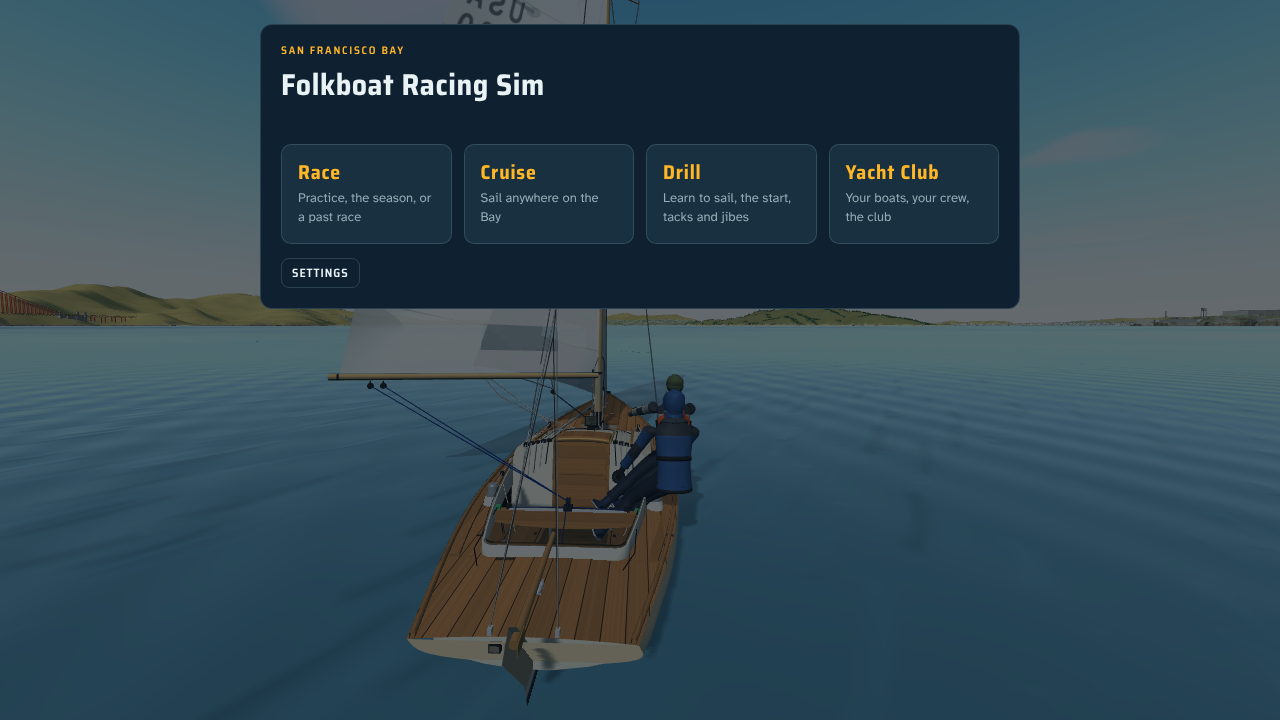 SAN FRANCISCO BAY
Folkboat Racing Sim
Race
Practice, the season, or
a past race
Cruise
Sail anywhere on the
Bay
Drill
Learn to sail, the start,
tacks and jibes
Yacht Club
Your boats, your crew,
the club
SETTINGS